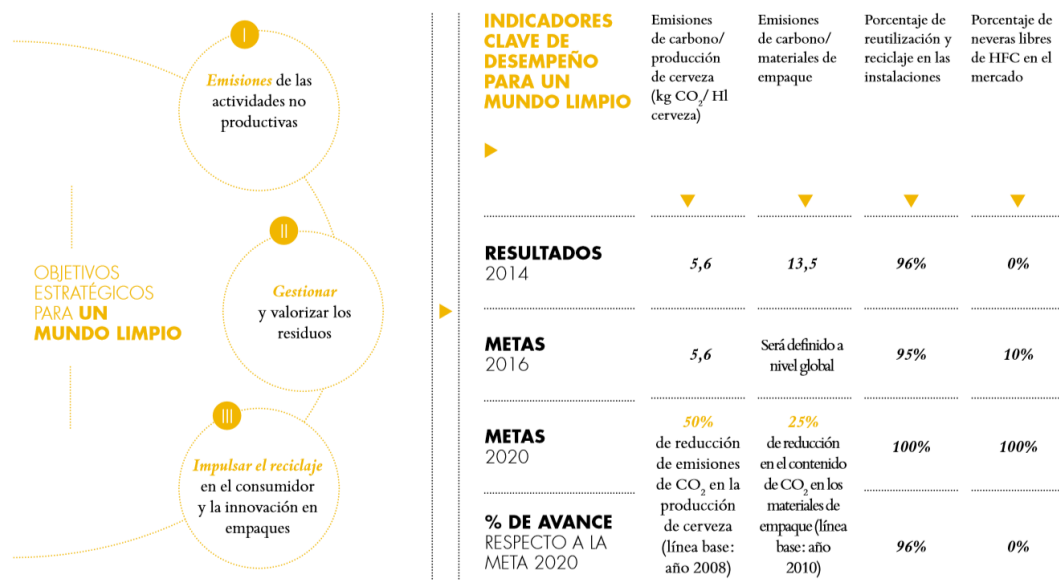 OBJETIVOS
ESTRATÉGICOS
PARA UN
MUNDO LIMPIO
I
Emisiones de las
actividades no
productivas
II
Gestionar
y valorizar los
residuos
III
Impulsar el reciclaje
en el consumidor
y la innovación en
empaques
INDICADORES
CLAVE DE
DESEMPEÑO
PARA UN
MUNDO LIMPIO
Emisiones
de carbono/
producción
de cerveza
(kg CO₂/ Hl
cerveza)
Emisiones
de carbono/
materiales de
empaque
Porcentaje de
reutilización y
reciclaje en las
instalaciones
Porcentaje de
neveras libres
de HFC en el
mercado
RESULTADOS
2014
5,6
13,5
96%
0%
METAS
2016
5,6
Será definido a
nivel global
95%
10%
METAS
2020
50%
de reducción
de emisiones
de CO₂ en la
producción
de cerveza
(línea base:
año 2008)
25%
de reducción
en el contenido
de CO₂ en los
materiales de
empaque (línea
base: año
2010)
100%
100%
% DE AVANCE
RESPECTO A LA
META 2020
96%
0%